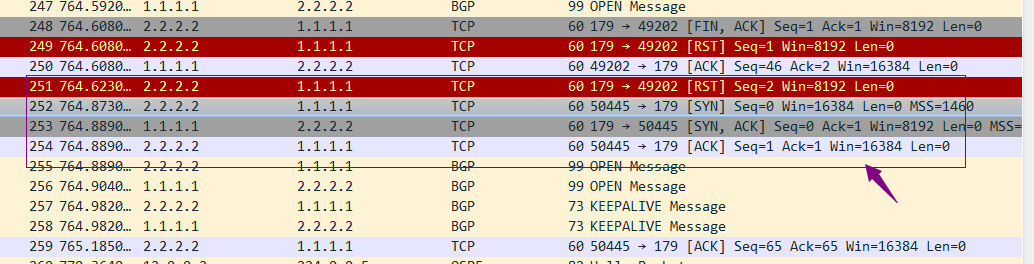 247 764.5920… 1.1.1.1 2.2.2.2 BGP 99 OPEN Message
248 764.6080… 2.2.2.2 1.1.1.1 TCP 60 179 → 49202 [FIN, ACK] Seq=1 Ack=1 Win=8192 Len=0
249 764.6080… 2.2.2.2 1.1.1.1 TCP 60 179 → 49202 [RST] Seq=1 Win=8192 Len=0
250 764.6080… 1.1.1.1 2.2.2.2 TCP 60 49202 → 179 [ACK] Seq=46 Ack=2 Win=16384 Len=0
251 764.6230… 2.2.2.2 1.1.1.1 TCP 60 179 → 49202 [RST] Seq=2 Win=8192 Len=0
252 764.8730… 2.2.2.2 1.1.1.1 TCP 60 50445 → 179 [SYN] Seq=0 Win=16384 Len=0 MSS=1460
253 764.8890… 1.1.1.1 2.2.2.2 TCP 60 179 → 50445 [SYN, ACK] Seq=0 Ack=1 Win=8192 Len=0 MSS=
254 764.8890… 2.2.2.2 1.1.1.1 TCP 60 50445 → 179 [ACK] Seq=1 Ack=1 Win=16384 Len=0
255 764.8890… 2.2.2.2 1.1.1.1 BGP 99 OPEN Message
256 764.9040… 1.1.1.1 2.2.2.2 BGP 99 OPEN Message
257 764.9820… 2.2.2.2 1.1.1.1 BGP 73 KEEPALIVE Message
258 764.9820… 1.1.1.1 2.2.2.2 BGP 73 KEEPALIVE Message
259 765.1850… 2.2.2.2 1.1.1.1 TCP 60 50445 → 179 [ACK] Seq=65 Ack=65 Win=16384 Len=0